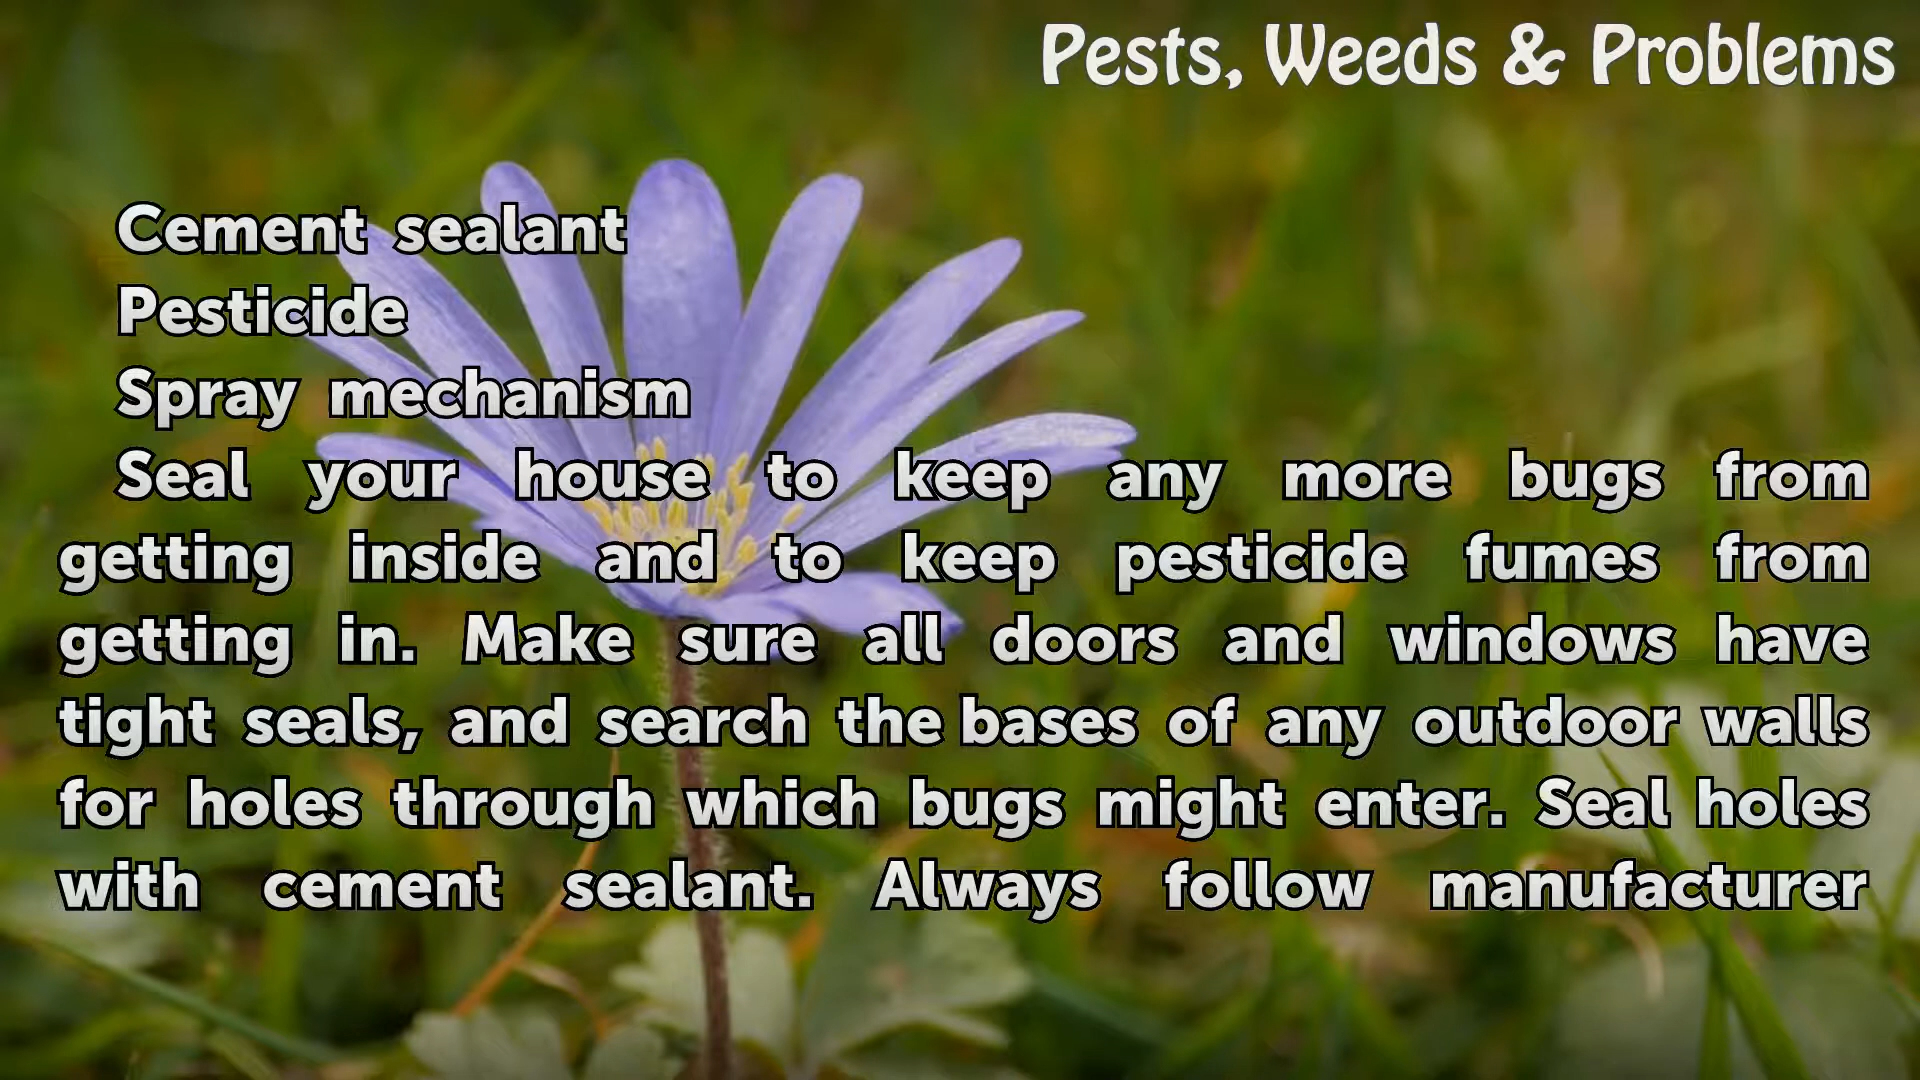 Pests, Weeds & Problems
Cement sealant
Pesticide
Spray mechanism
Seal your house to keep any more bugs from
getting inside and to keep pesticide fumes from
getting in. Make sure all doors and windows have
tight seals, and search the bases of any outdoor walls
for holes through which bugs might enter. Seal holes
with cement sealant. Always follow manufacturer